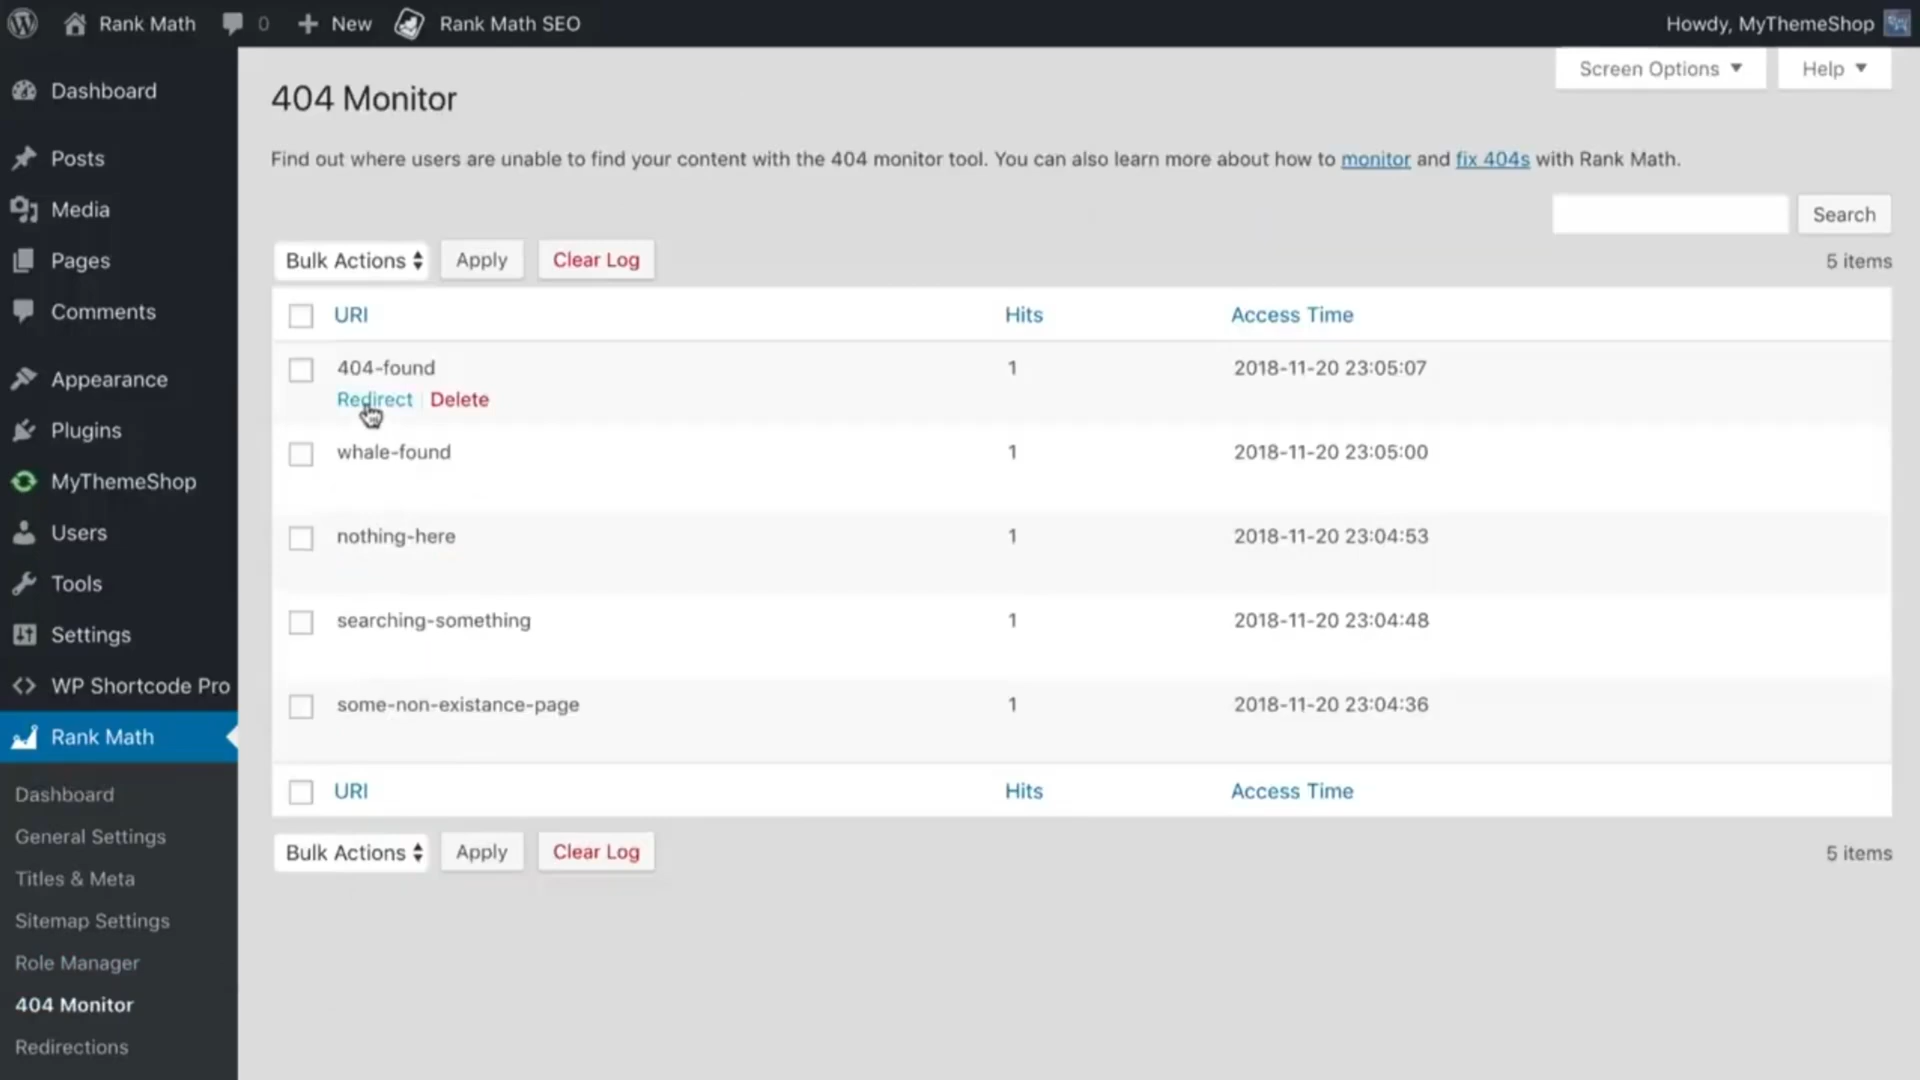 Rank Math 0 New Rank Math SEO Howdy, MyThemeShop
Dashboard
Posts
Media
Pages
Comments
Appearance
Plugins
MyThemeShop
Users
Tools
Settings
WP Shortcode Pro
Rank Math
Dashboard
General Settings
Titles & Meta
Sitemap Settings
Role Manager
404 Monitor
Redirections
Screen Options Help
404 Monitor
Find out where users are unable to find your content with the 404 monitor tool. You can also learn more about how to monitor and fix 404s with Rank Math.
Search
Bulk Actions Apply Clear Log 5 items
URI Hits Access Time
404-found 1 2018-11-20 23:05:07
Redirect | Delete
whale-found 1 2018-11-20 23:05:00
nothing-here 1 2018-11-20 23:04:53
searching-something 1 2018-11-20 23:04:48
some-non-existance-page 1 2018-11-20 23:04:36
URI Hits Access Time
Bulk Actions Apply Clear Log 5 items